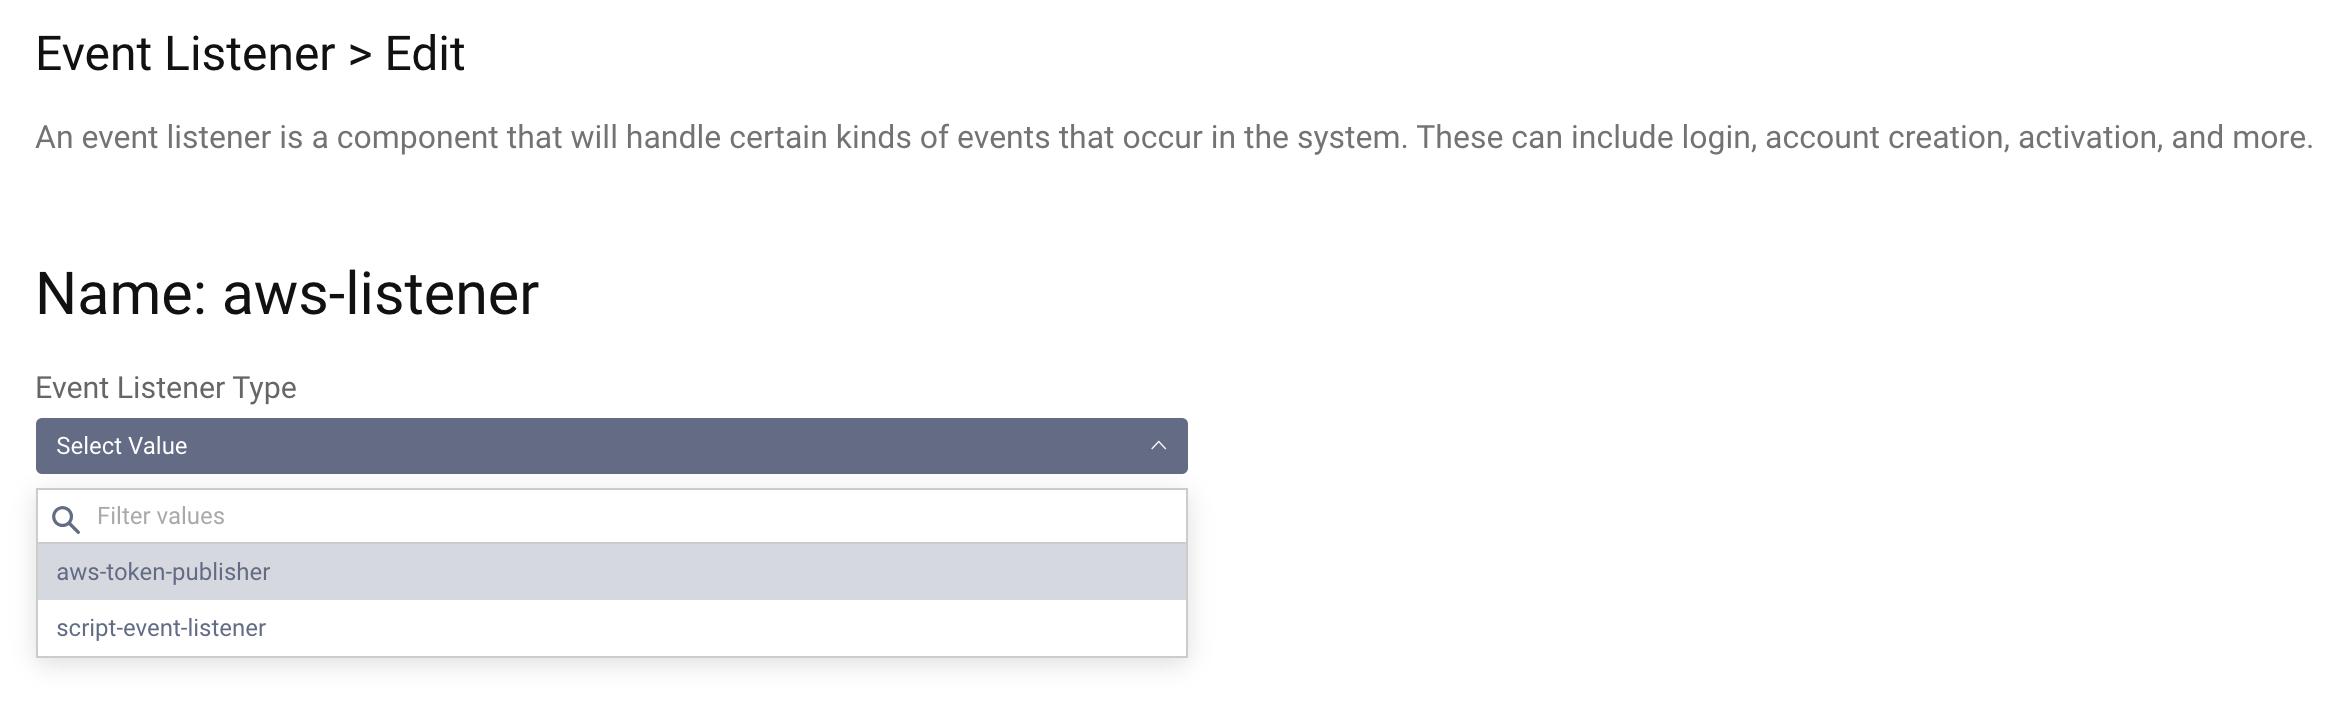 Event Listener > Edit
An event listener is a component that will handle certain kinds of events that occur in the system. These can include login, account creation, activation, and more.
Name: aws-listener
Event Listener Type
Select Value
Filter values
aws-token-publisher
script-event-listener